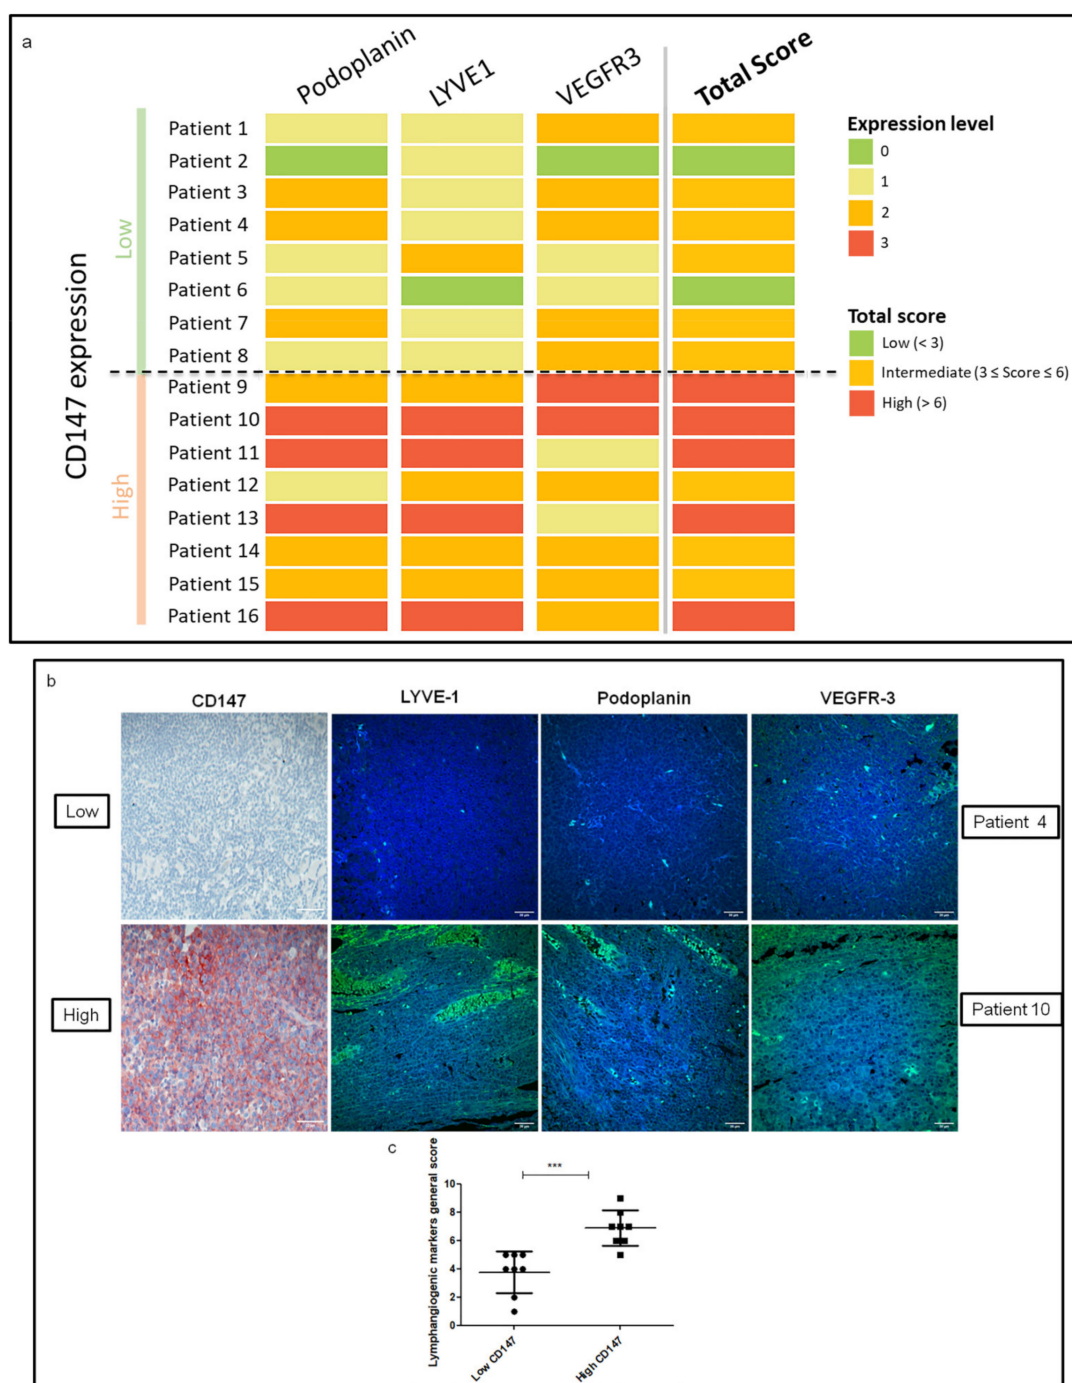 a
Podoplanin
LYVE1
VEGFR3
Total Score
CD147 expression
Low
High
Patient 1
Patient 2
Patient 3
Patient 4
Patient 5
Patient 6
Patient 7
Patient 8
Patient 9
Patient 10
Patient 11
Patient 12
Patient 13
Patient 14
Patient 15
Patient 16
Expression level
0
1
2
3
Total score
Low (< 3)
Intermediate (3 ≤ Score ≤ 6)
High (> 6)
b
CD147
LYVE-1
Podoplanin
VEGFR-3
Low
Patient 4
High
Patient 10
c
***
Lymphangiogenic markers general score
10
8
6
4
2
0
Low CD147
High CD147